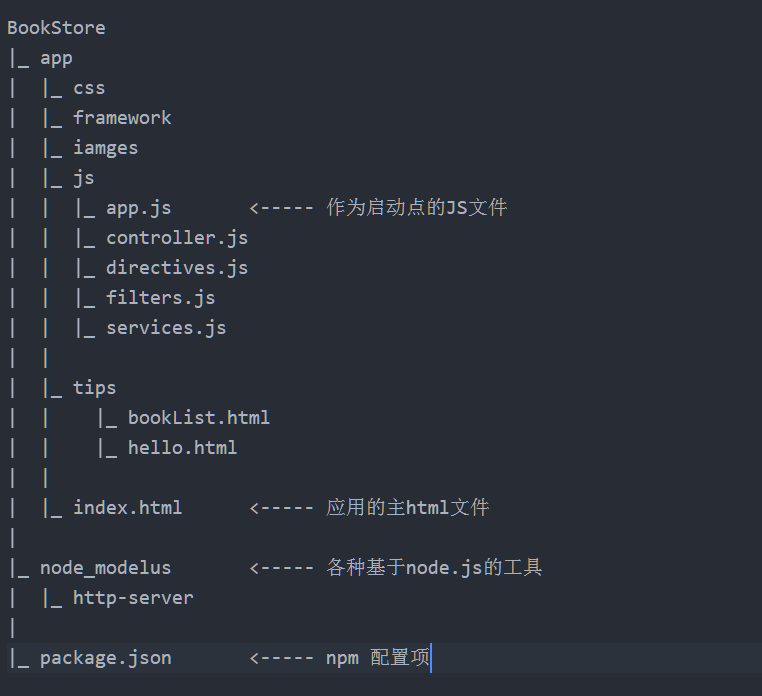 BookStore
|_ app
|  |_ css
|  |_ framework
|  |_ iamges
|  |_ js
|  |  |_ app.js       <----- 作为启动点的JS文件
|  |  |_ controller.js
|  |  |_ directives.js
|  |  |_ filters.js
|  |  |_ services.js
|  |
|  |_ tips
|  |    |_ bookList.html
|  |    |_ hello.html
|  |
|  |_ index.html      <----- 应用的主html文件
|
|_ node_modelus       <----- 各种基于node.js的工具
|  |_ http-server
|
|_ package.json       <----- npm 配置项